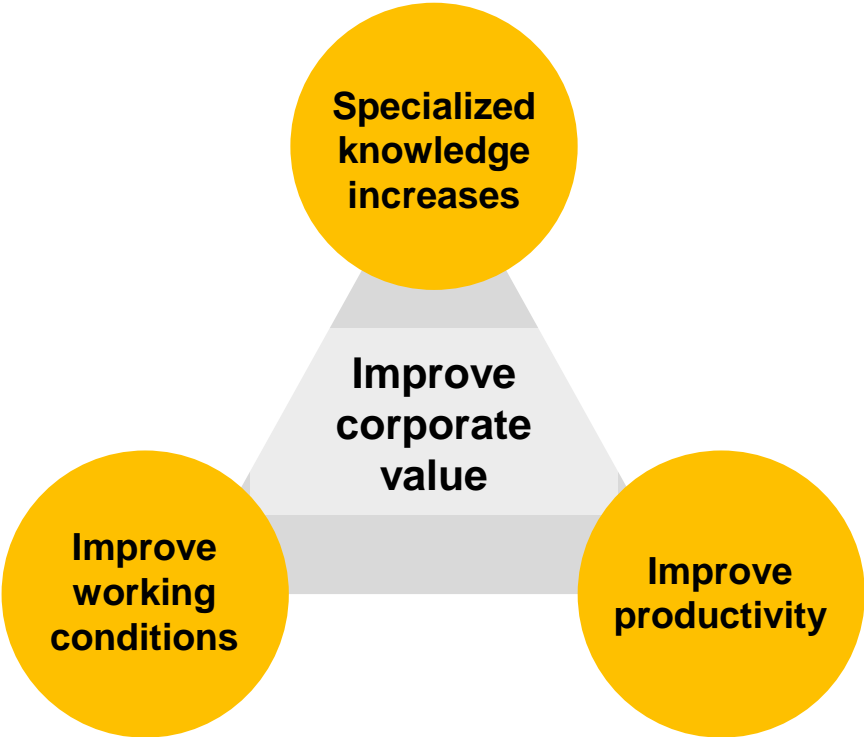 Specialized
knowledge
increases
Improve
corporate
value
Improve
working
conditions
Improve
productivity